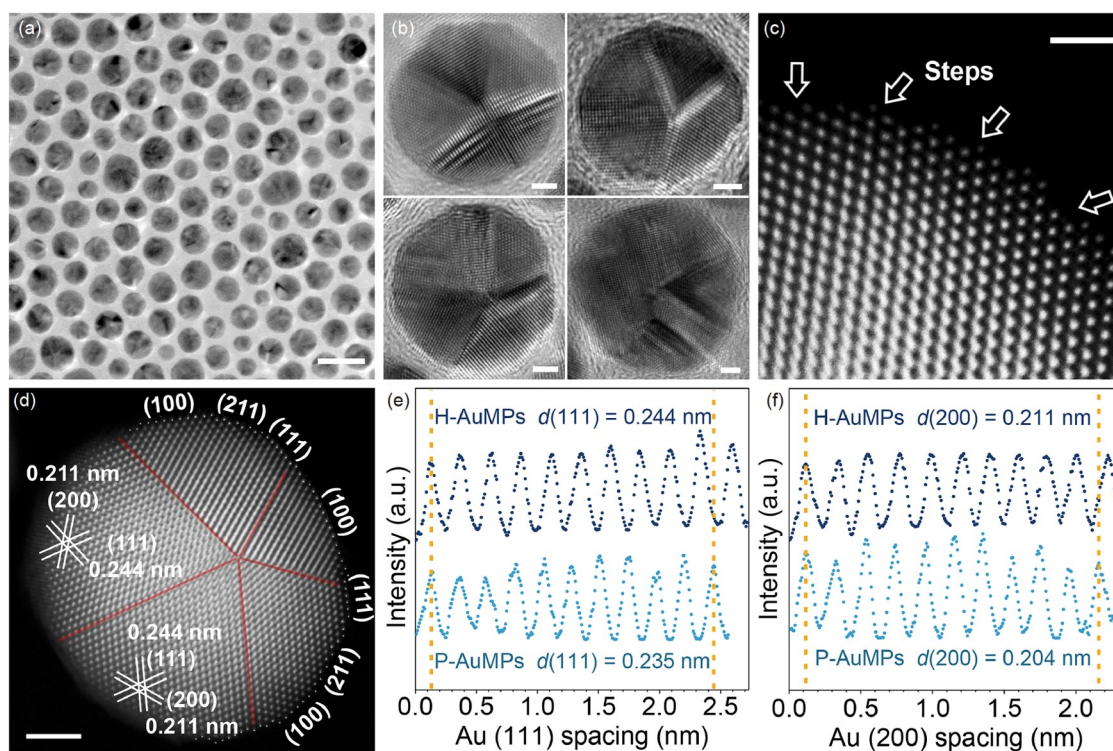 (a)
(b)
(c)
Steps
(d)
(100)
(211)
(111)
(100)
(111)
(211)
(100)
0.211 nm
(200)
(111)
0.244 nm
0.244 nm
(111)
(200)
0.211 nm
(e)
H-AuMPs d(111) = 0.244 nm
P-AuMPs d(111) = 0.235 nm
Intensity (a.u.)
0.0 0.5 1.0 1.5 2.0 2.5
Au (111) spacing (nm)
(f)
H-AuMPs d(200) = 0.211 nm
P-AuMPs d(200) = 0.204 nm
Intensity (a.u.)
0.0 0.5 1.0 1.5 2.0
Au (200) spacing (nm)